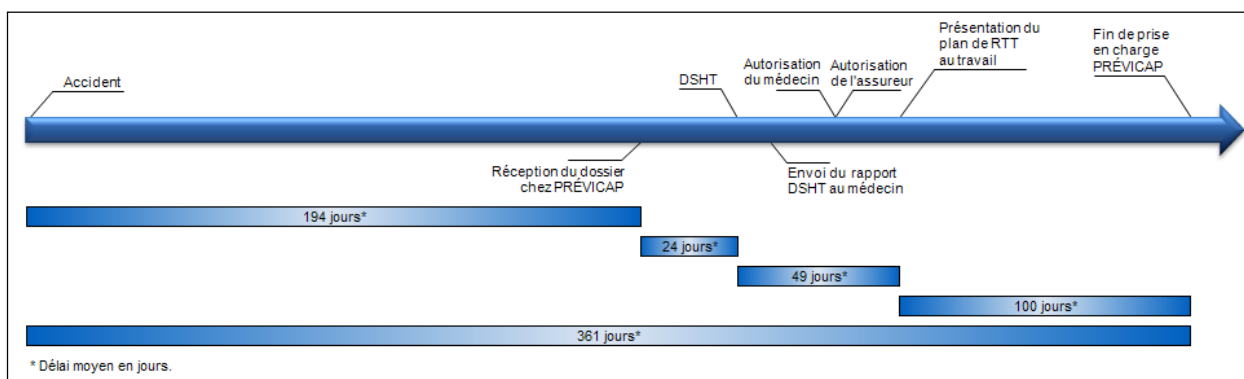 Accident
DSHT
Autorisation
du médecin
Autorisation
de l'assureur
Présentation du
plan de RTT
au travail
Fin de prise
en charge
PRÉVICAP
Réception du dossier
chez PRÉVICAP
Envoi du rapport
DSHT au médecin
194 jours*
24 jours*
49 jours*
100 jours*
361 jours*
* Délai moyen en jours.